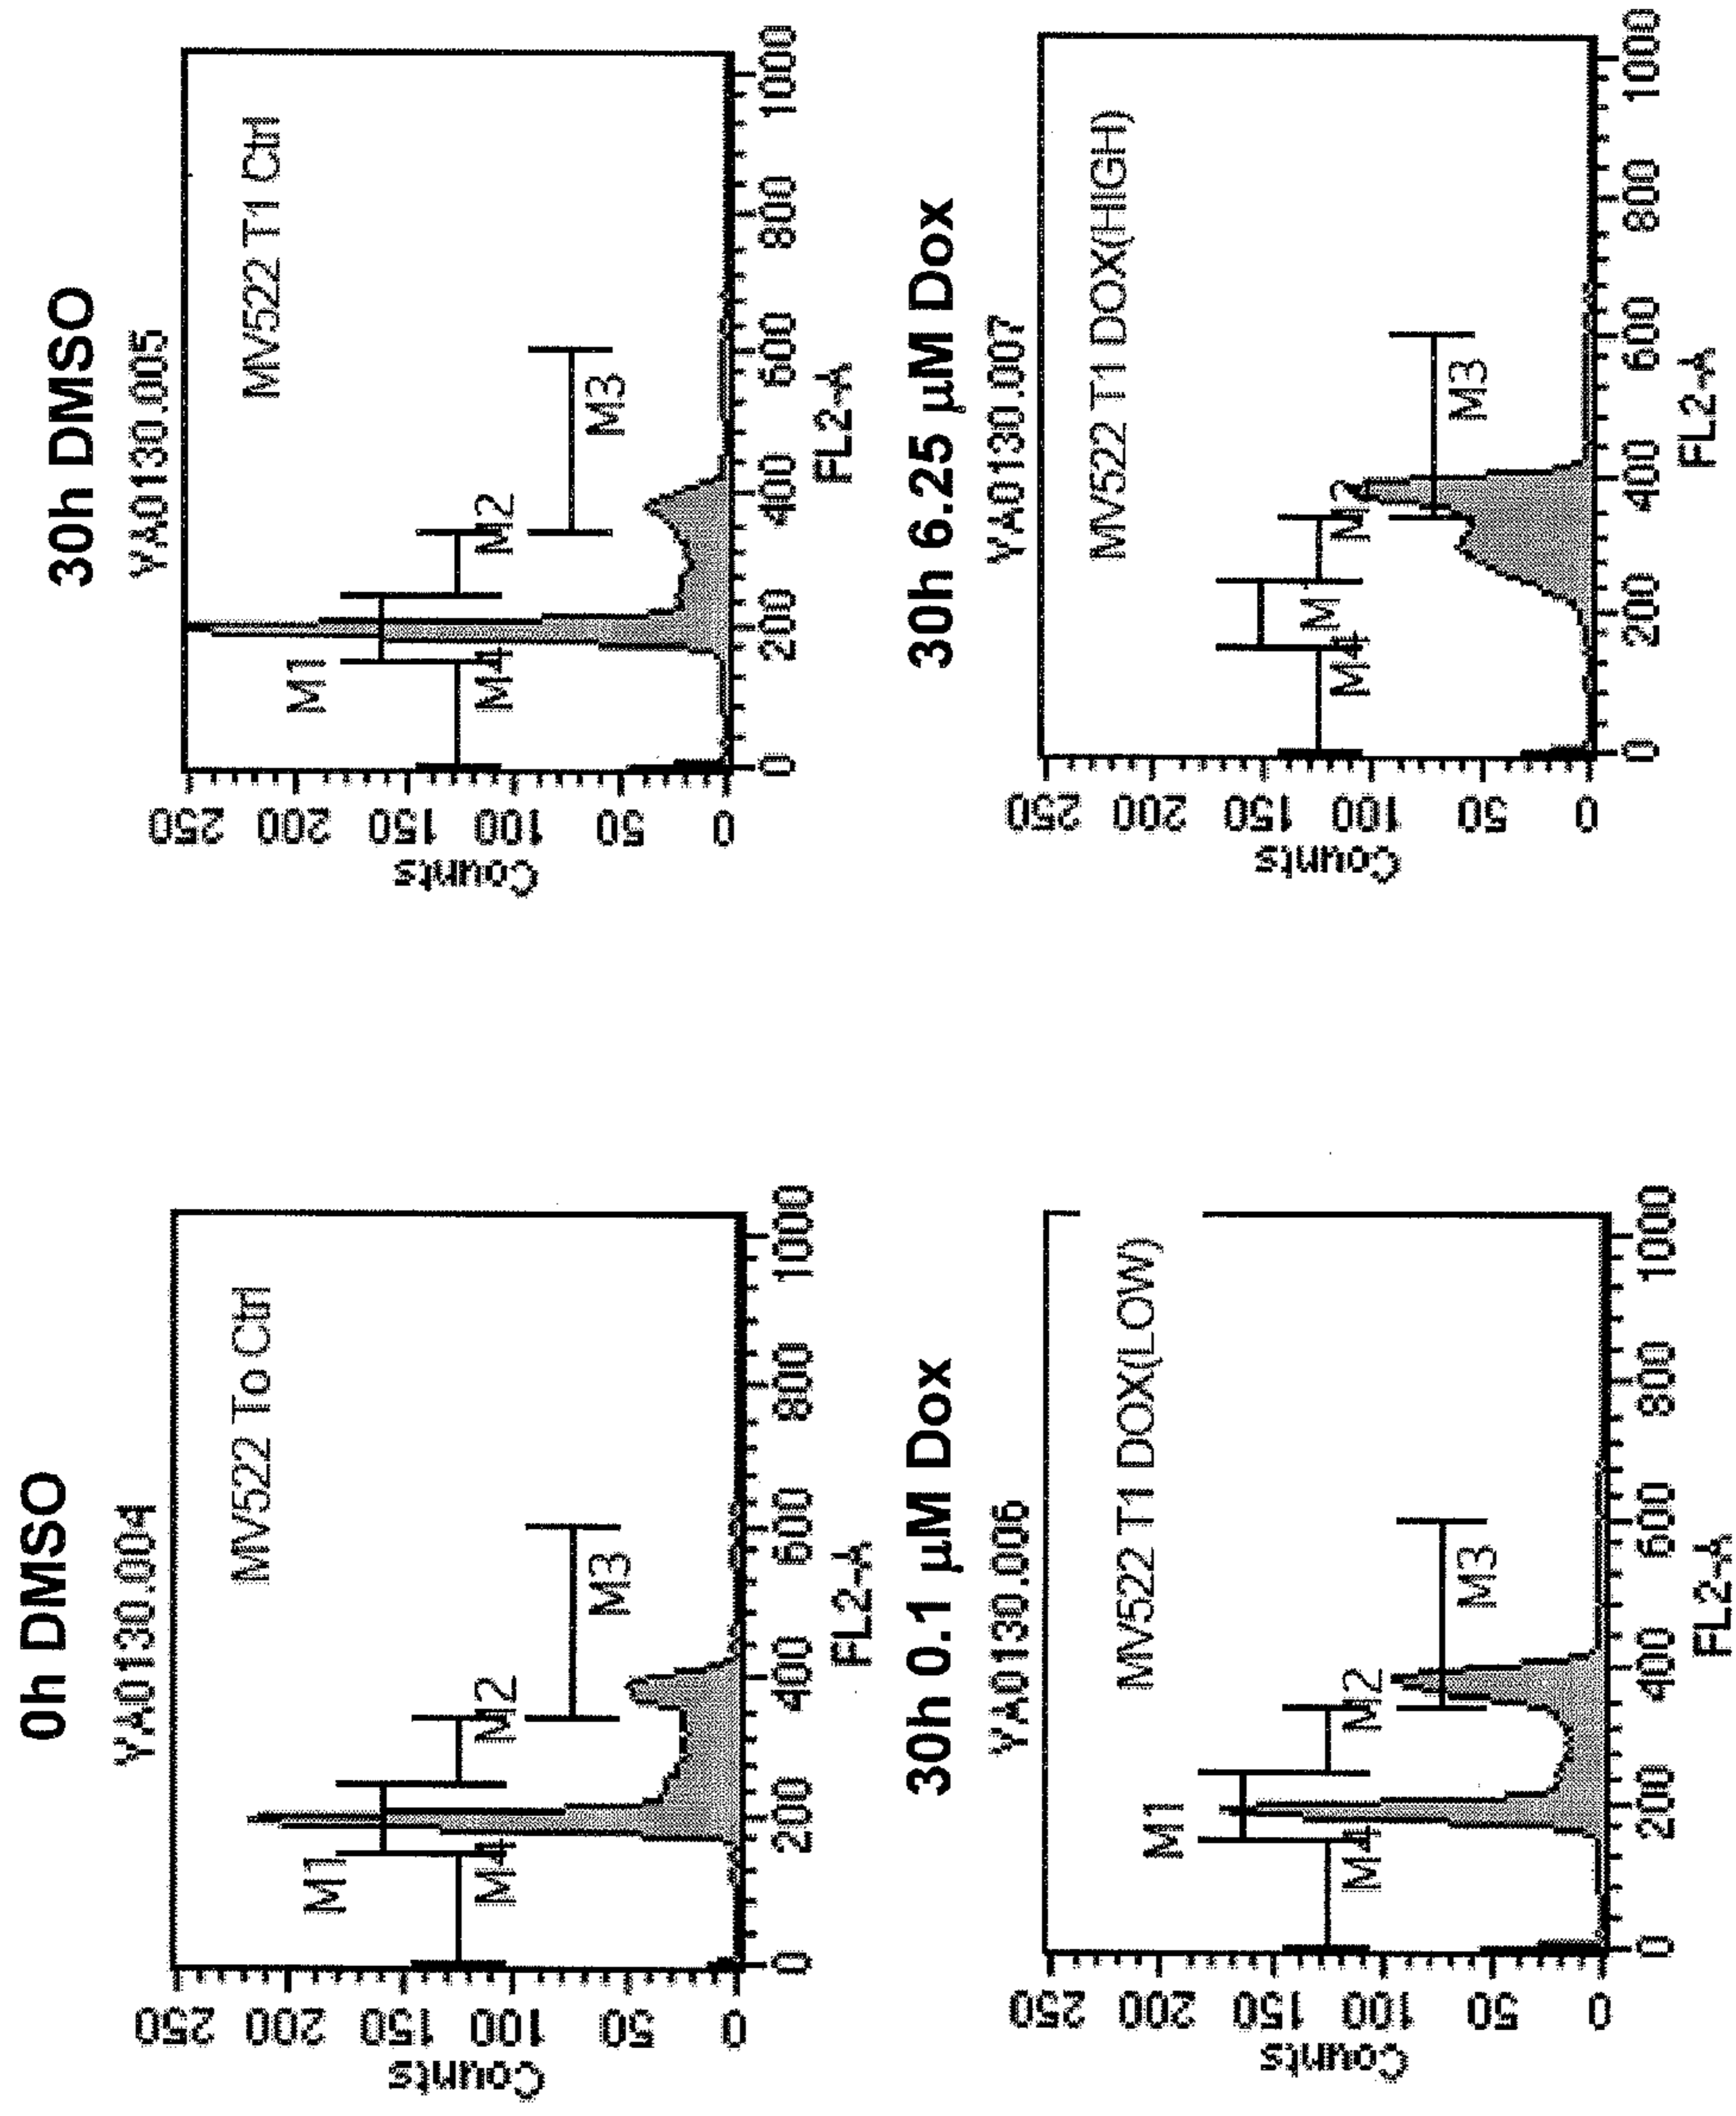 0h DMSO
YA0130.004
MV522 To Ctrl
M1
M4
M2
M3
250
200
150
100
50
0
Counts
0
200
400
600
800
1000
FL2-A
30h DMSO
YA0130.005
MV522 T1 Ctrl
M1
M4
M2
M3
250
200
150
100
50
0
Counts
0
200
400
600
800
1000
FL2-A
30h 0.1 µM Dox
YA0130.006
MV522 T1 DOX(LOW)
M1
M4
M2
M3
250
200
150
100
50
0
Counts
0
200
400
600
800
1000
FL2-A
30h 6.25 µM Dox
YA0130.007
MV522 T1 DOX(HIGH)
M
M4
M2
M3
250
200
150
100
50
0
Counts
0
200
400
600
800
1000
FL2-A